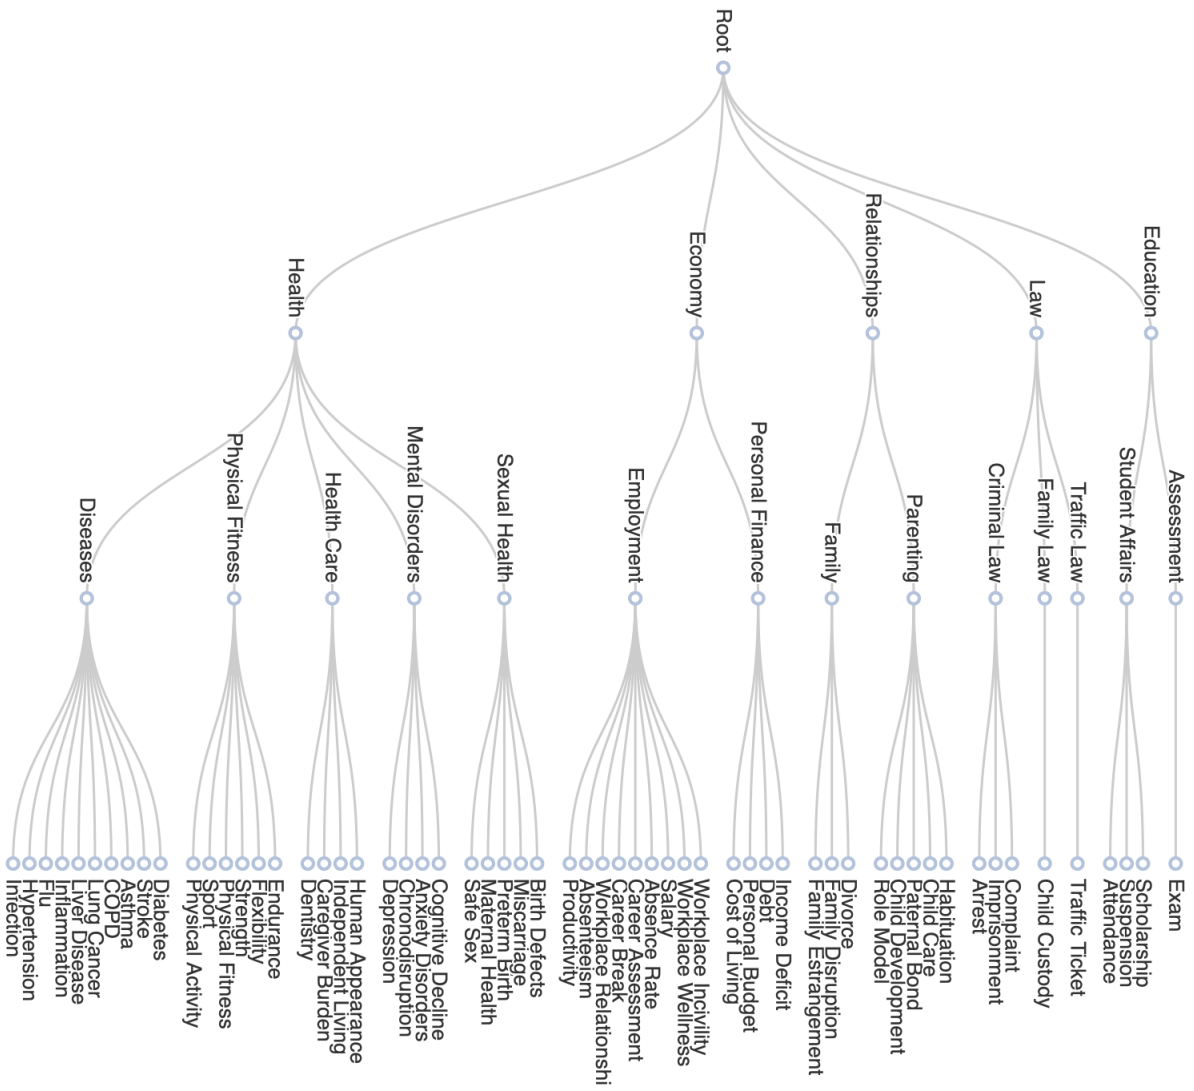 Root
Health
Economy
Relationships
Law
Education
Diseases
Physical Fitness
Health Care
Mental Disorders
Sexual Health
Employment
Personal Finance
Family
Parenting
Criminal Law
Family Law
Traffic Law
Student Affairs
Assessment
Infection
Hypertension
Flu
Inflammation
Liver Disease
Lung Cancer
COPD
Asthma
Stroke
Diabetes
Physical Activity
Sport
Physical Fitness
Strength
Flexibility
Endurance
Dentistry
Caregiver Burden
Independent Living
Human Appearance
Depression
Chronodisruption
Anxiety Disorders
Cognitive Decline
Safe Sex
Maternal Health
Preterm Birth
Miscarriage
Birth Defects
Productivity
Absenteeism
Workplace Relationshi
Career Break
Career Assessment
Absence Rate
Salary
Workplace Wellness
Workplace Incivility
Cost of Living
Personal Budget
Debt
Income Deficit
Family Estrangement
Family Disruption
Divorce
Role Model
Child Development
Paternal Bond
Child Care
Habituation
Arrest
Imprisonment
Complaint
Child Custody
Traffic Ticket
Attendance
Suspension
Scholarship
Exam